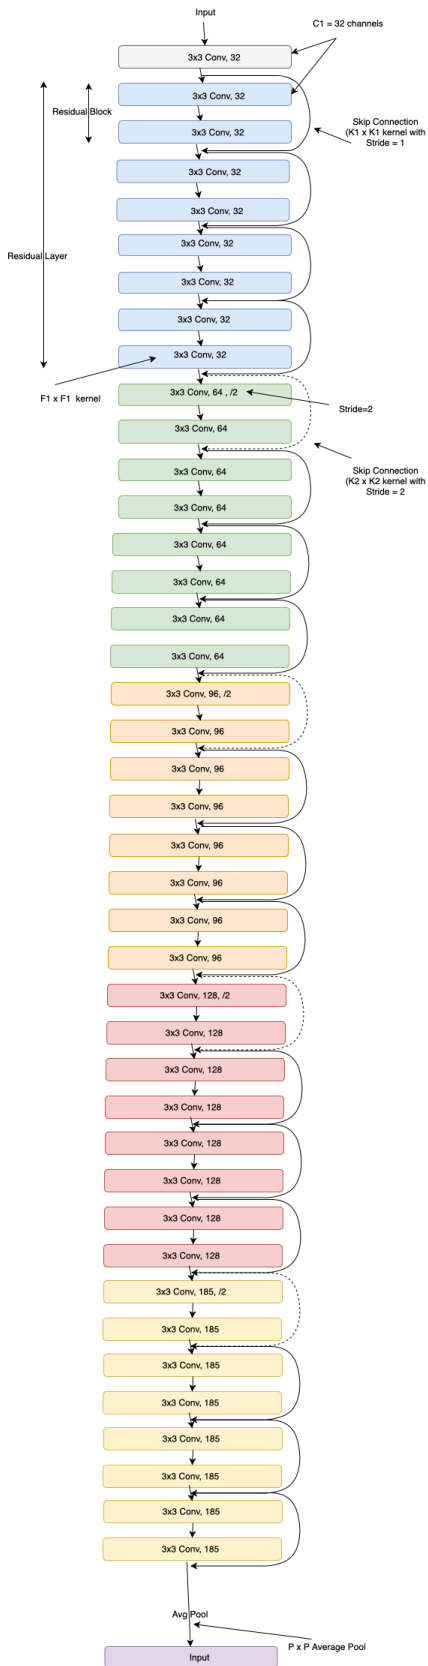 Input
C1 = 32 channels
3x3 Conv, 32
3x3 Conv, 32
Residual Block
Skip Connection
(K1 x K1 kernel with
Stride = 1
3x3 Conv, 32
3x3 Conv, 32
3x3 Conv, 32
3x3 Conv, 32
Residual Layer
3x3 Conv, 32
3x3 Conv, 32
3x3 Conv, 32
F1 x F1 kernel
3x3 Conv, 64 , /2
Stride=2
3x3 Conv, 64
Skip Connection
(K2 x K2 kernel with
Stride = 2
3x3 Conv, 64
3x3 Conv, 64
3x3 Conv, 64
3x3 Conv, 64
3x3 Conv, 64
3x3 Conv, 64
3x3 Conv, 96, /2
3x3 Conv, 96
3x3 Conv, 96
3x3 Conv, 96
3x3 Conv, 96
3x3 Conv, 96
3x3 Conv, 96
3x3 Conv, 96
3x3 Conv, 128, /2
3x3 Conv, 128
3x3 Conv, 128
3x3 Conv, 128
3x3 Conv, 128
3x3 Conv, 128
3x3 Conv, 128
3x3 Conv, 128
3x3 Conv, 185, /2
3x3 Conv, 185
3x3 Conv, 185
3x3 Conv, 185
3x3 Conv, 185
3x3 Conv, 185
3x3 Conv, 185
3x3 Conv, 185
Avg Pool
P x P Average Pool
Input